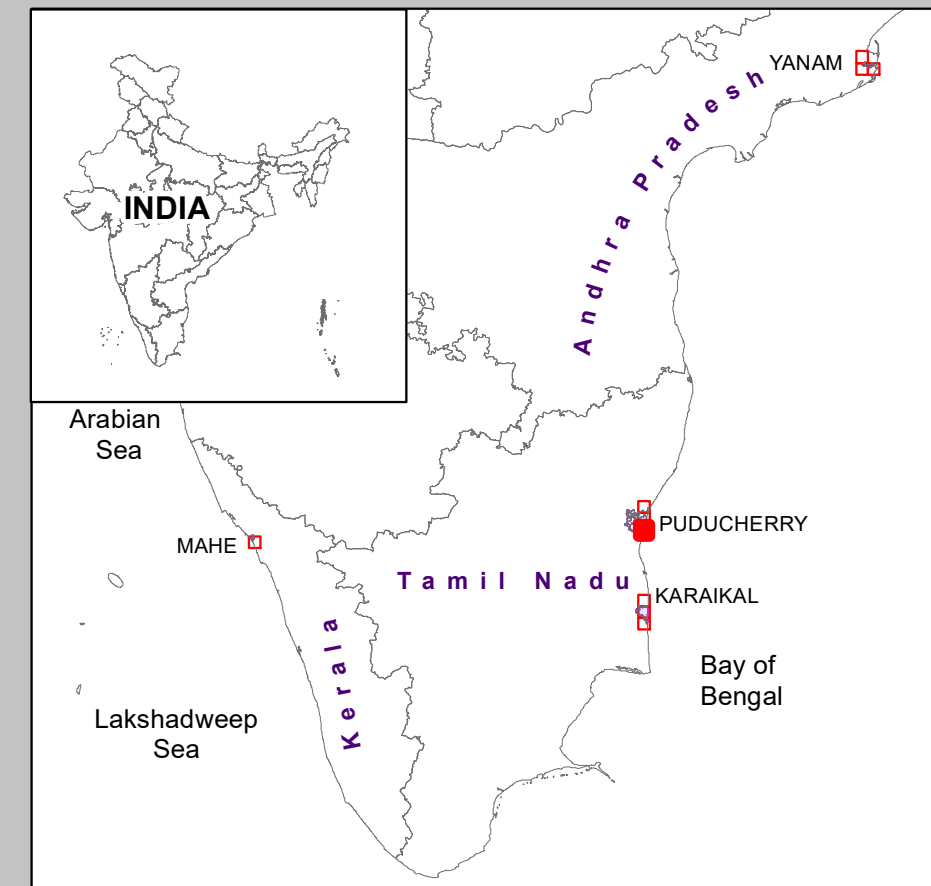 INDIA
YANAM
Andhra Pradesh
Arabian
Sea
MAHE
PUDUCHERRY
Tamil Nadu
KARAIKAL
Kerala
Bay of
Bengal
Lakshadweep
Sea